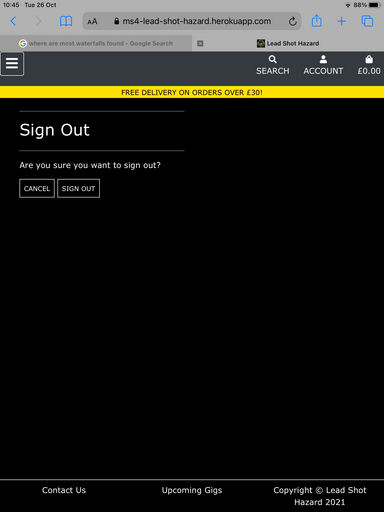 10:45 Tue 26 Oct 88%
AA ms4-lead-shot-hazard.herokuapp.com
where are most waterfalls found - Google Search Lead Shot Hazard
SEARCH ACCOUNT £0.00
FREE DELIVERY ON ORDERS OVER £30!
Sign Out
Are you sure you want to sign out?
CANCEL SIGN OUT
Contact Us Upcoming Gigs Copyright © Lead Shot
Hazard 2021